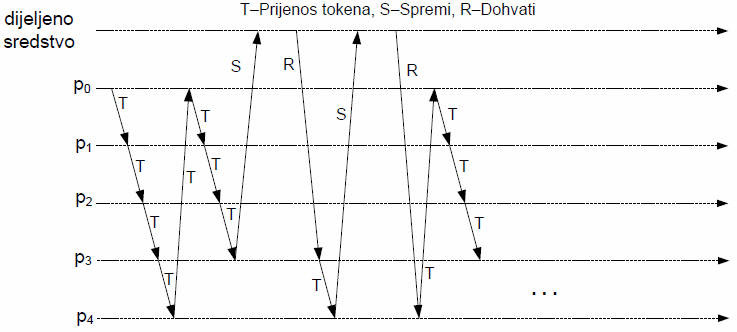 T–Prijenos tokena, S–Spremi, R–Dohvati
dijeljeno
sredstvo
S
R
R
p0
T
T
T
S
p1
T
T
T
T
p2
T
T
T
p3
T
T
T
...
p4